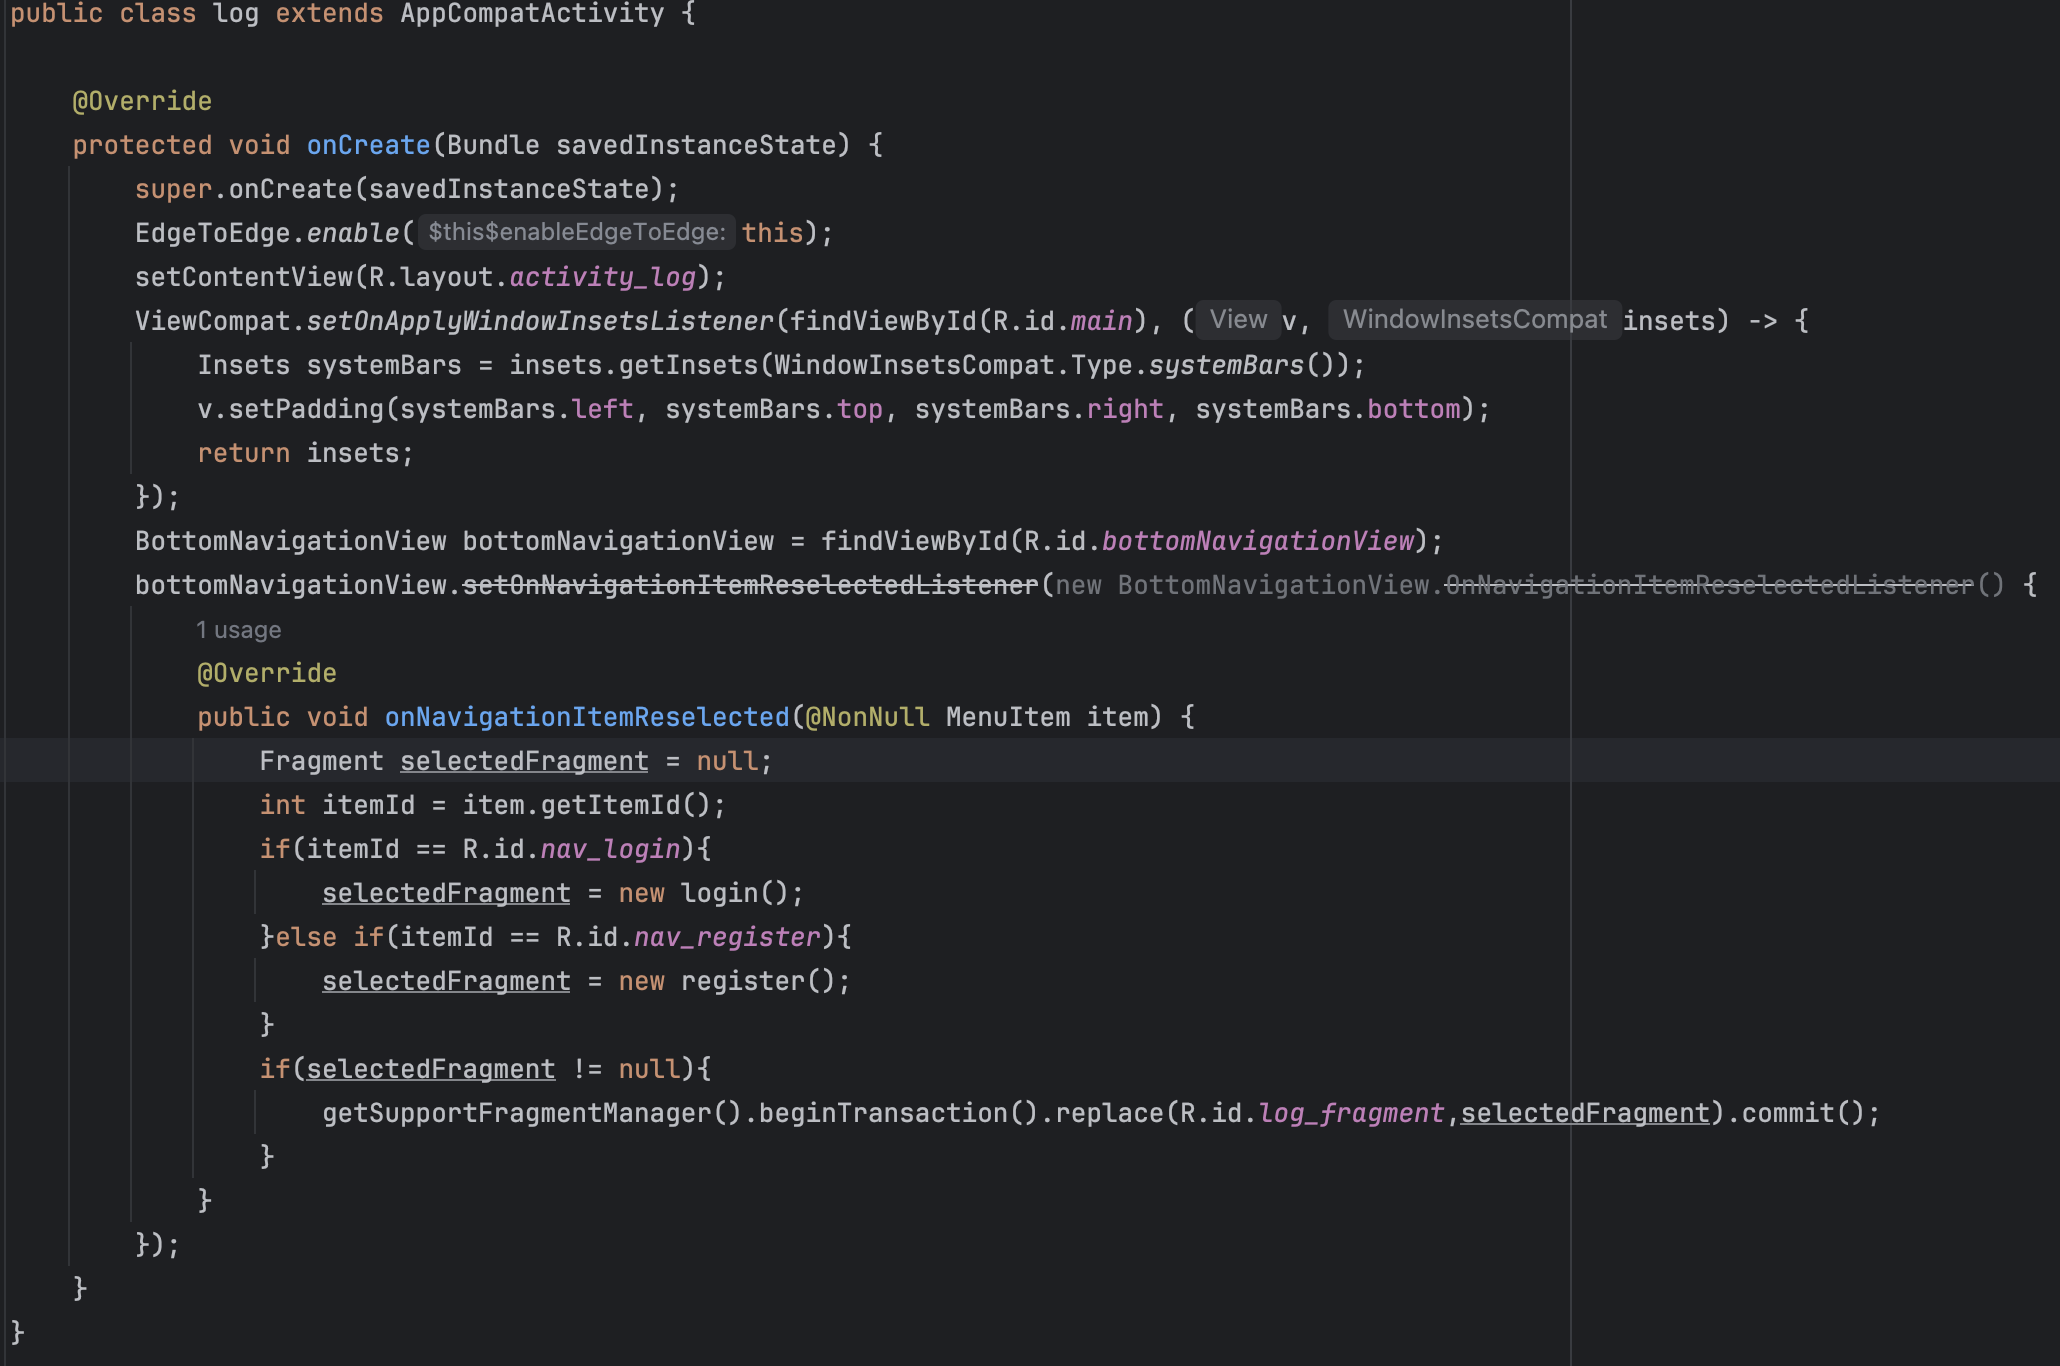 public class log extends AppCompatActivity {
@Override
protected void onCreate(Bundle savedInstanceState) {
super.onCreate(savedInstanceState);
EdgeToEdge.enable( $this$enableEdgeToEdge: this);
setContentView(R.layout.activity_log);
ViewCompat.setOnApplyWindowInsetsListener(findViewById(R.id.main), ( View v, WindowInsetsCompat insets) -> {
Insets systemBars = insets.getInsets(WindowInsetsCompat.Type.systemBars());
v.setPadding(systemBars.left, systemBars.top, systemBars.right, systemBars.bottom);
return insets;
});
BottomNavigationView bottomNavigationView = findViewById(R.id.bottomNavigationView);
bottomNavigationView.setOnNavigationItemReselectedListener(new BottomNavigationView.OnNavigationItemReselectedListener() {
1 usage
@Override
public void onNavigationItemReselected(@NonNull MenuItem item) {
Fragment selectedFragment = null;
int itemId = item.getItemId();
if(itemId == R.id.nav_login){
selectedFragment = new login();
}else if(itemId == R.id.nav_register){
selectedFragment = new register();
}
if(selectedFragment != null){
getSupportFragmentManager().beginTransaction().replace(R.id.log_fragment,selectedFragment).commit();
}
}
});
}
}